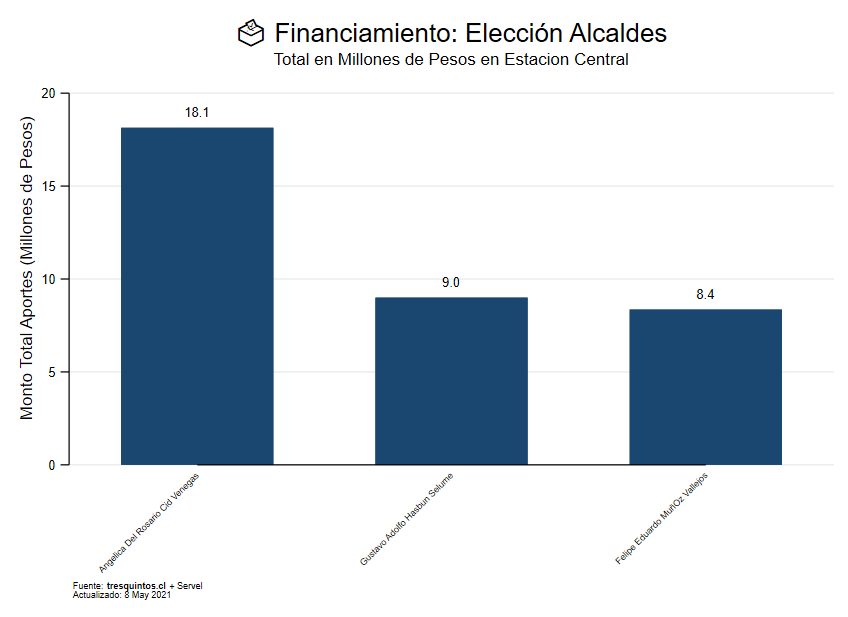 Financiamiento: Elección Alcaldes
Total en Millones de Pesos en Estacion Central
Monto Total Aportes (Millones de Pesos)
20
15
10
5
0
18.1
9.0
8.4
Angelica Del Rosario Cid Venegas
Gustavo Adolfo Hasbun Selume
Felipe Eduardo MuñOz Vallejos
Fuente: tresquintos.cl + Servel
Actualizado: 8 May 2021